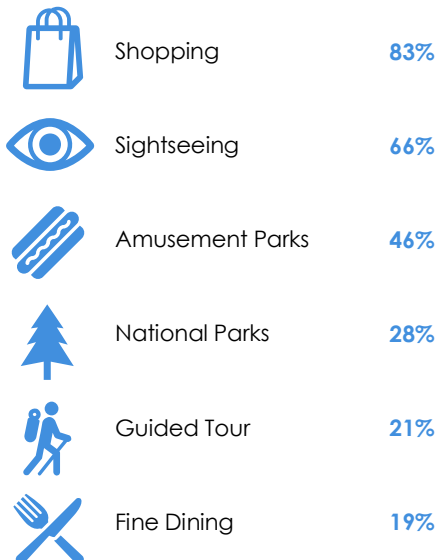 Shopping 83%
Sightseeing 66%
Amusement Parks 46%
National Parks 28%
Guided Tour 21%
Fine Dining 19%